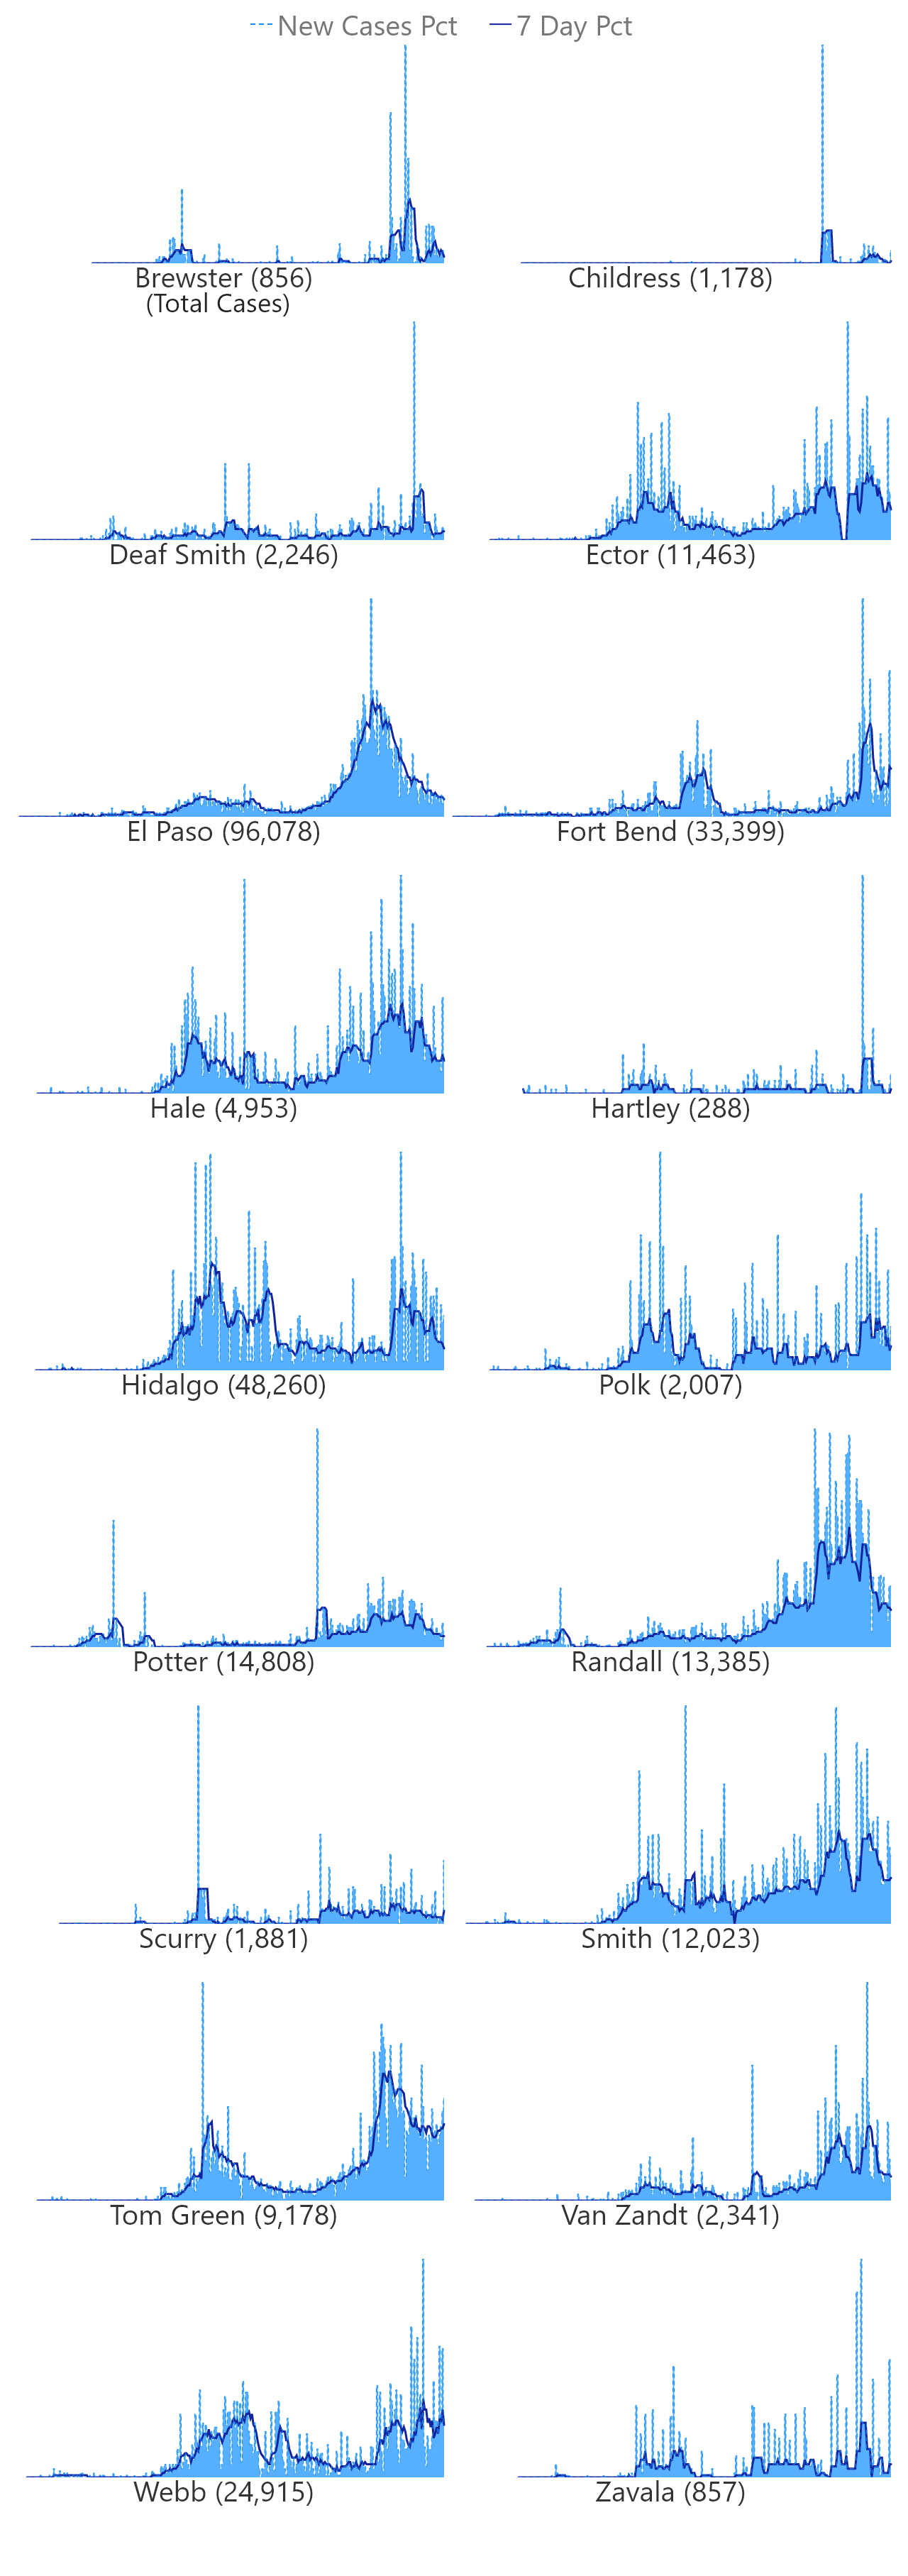 New Cases Pct 7 Day Pct
Brewster (856) Childress (1,178)
(Total Cases)
Deaf Smith (2,246) Ector (11,463)
El Paso (96,078) Fort Bend (33,399)
Hale (4,953) Hartley (288)
Hidalgo (48,260) Polk (2,007)
Potter (14,808) Randall (13,385)
Scurry (1,881) Smith (12,023)
Tom Green (9,178) Van Zandt (2,341)
Webb (24,915) Zavala (857)